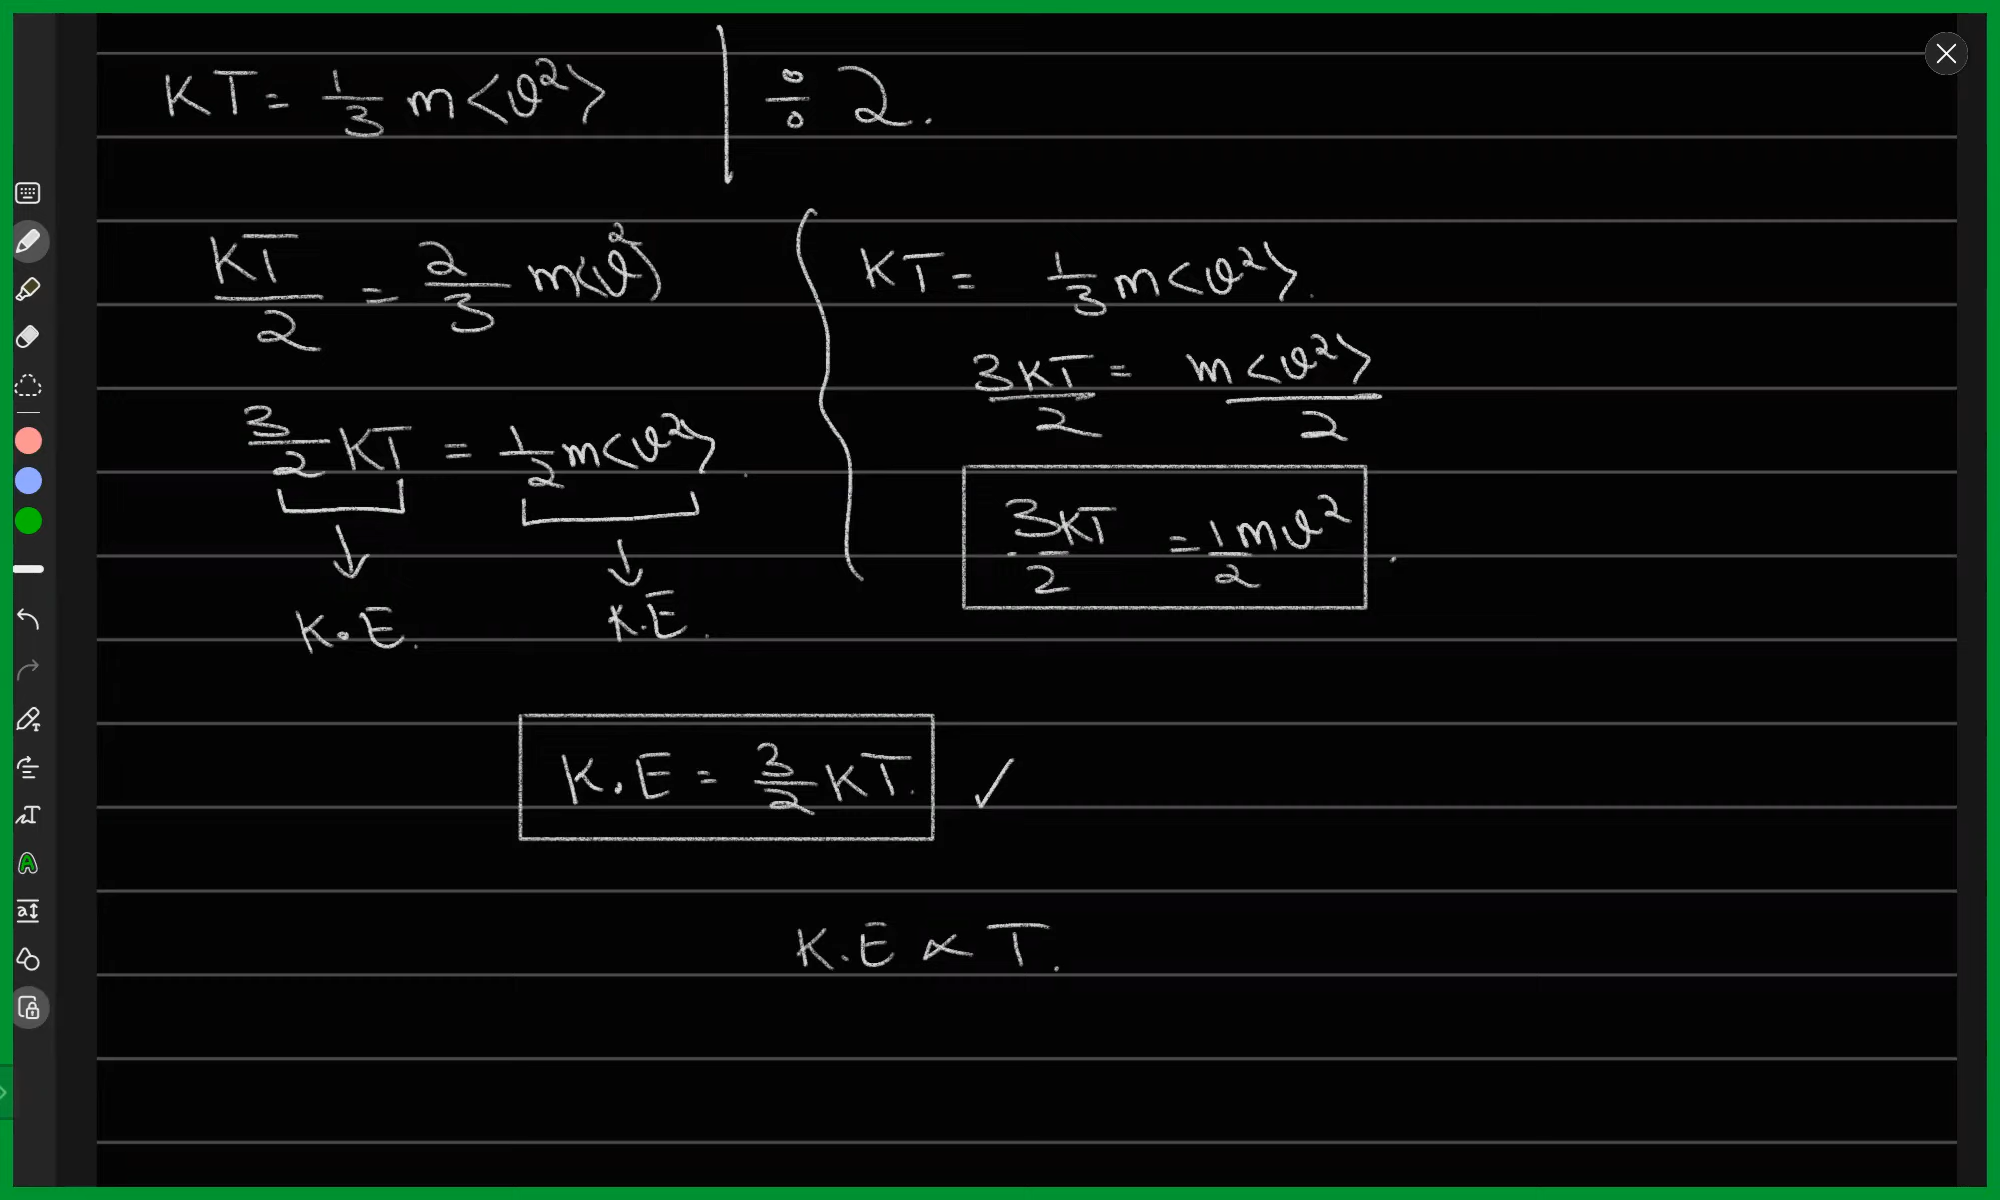 KT = 1/3 m<v²> | ÷ 2.
KT/2 = 2/3 m<v²>
3/2 KT = 1/2 m<v²>.
K.E. K.E.
KT = 1/3 m<v²>.
3KT/2 = m<v²>/2
3KT/2 = 1/2 mv².
K.E = 3/2 KT. ✓
K.E ∝ T.